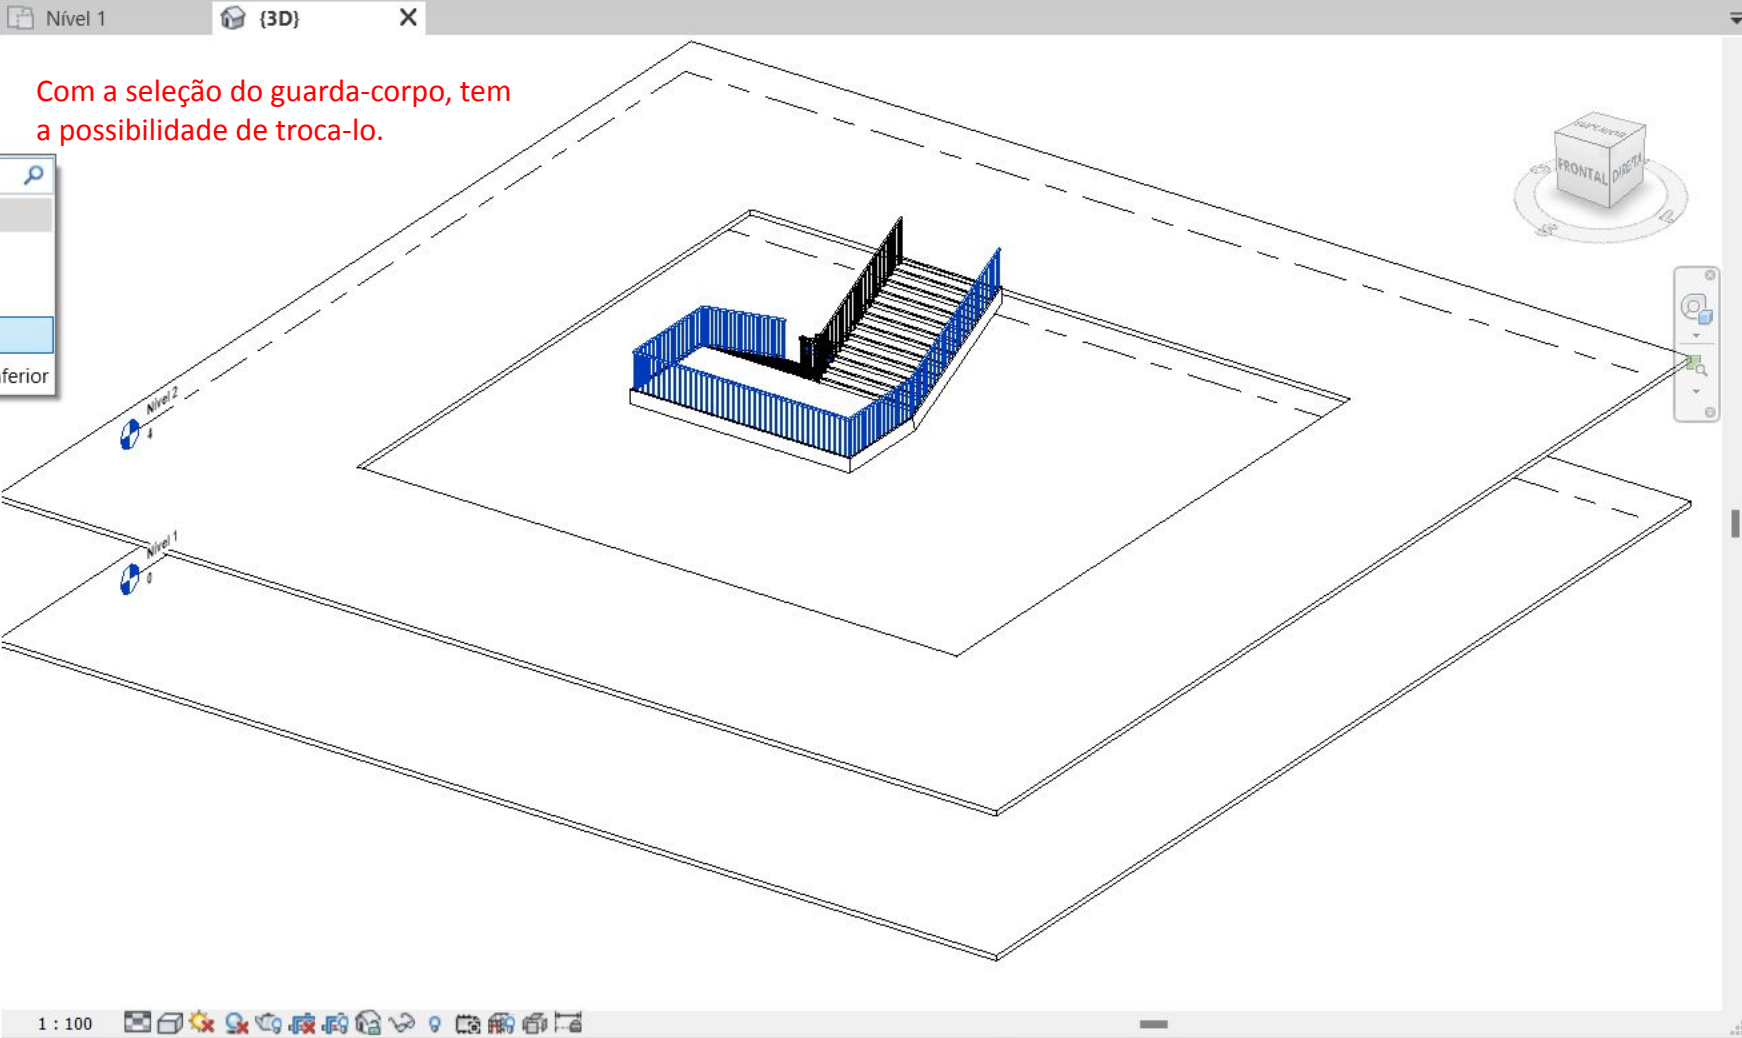 Nível 1
{3D}
Com a seleção do guarda-corpo, tem
a possibilidade de troca-lo.
SUPERIOR
FRONTAL
DIREITA
ferior
Nível 2
4
Nível 1
0
1 : 100